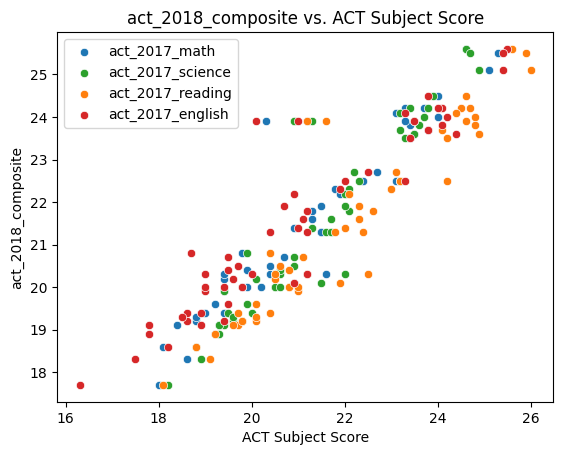 act_2018_composite vs. ACT Subject Score
act_2017_math
act_2017_science
act_2017_reading
act_2017_english
act_2018_composite
25
24
23
22
21
20
19
18
16
18
20
22
24
26
ACT Subject Score